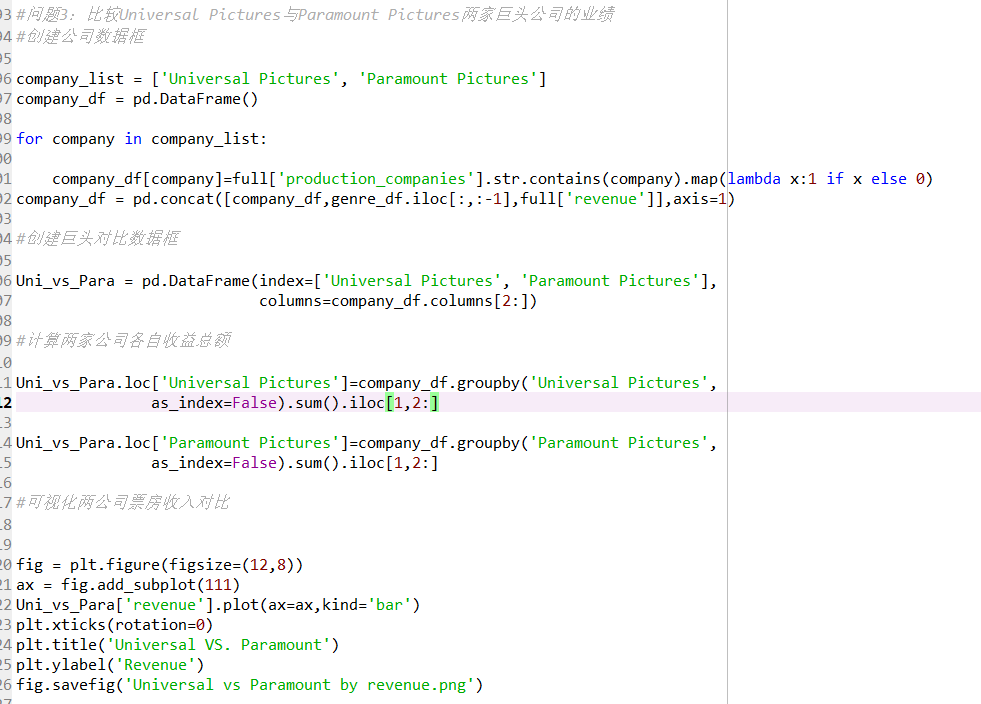 93 #问题3：比较Universal Pictures与Paramount Pictures两家巨头公司的业绩
94 #创建公司数据框
95
96 company_list = ['Universal Pictures', 'Paramount Pictures']
97 company_df = pd.DataFrame()
98
99 for company in company_list:
00
01     company_df[company]=full['production_companies'].str.contains(company).map(lambda x:1 if x else 0)
02 company_df = pd.concat([company_df,genre_df.iloc[:,:-1],full['revenue']],axis=1)
03
04 #创建巨头对比数据框
05
06 Uni_vs_Para = pd.DataFrame(index=['Universal Pictures', 'Paramount Pictures'],
07                            columns=company_df.columns[2:])
08
09 #计算两家公司各自收益总额
10
11 Uni_vs_Para.loc['Universal Pictures']=company_df.groupby('Universal Pictures',
12                as_index=False).sum().iloc[1,2:]
13
14 Uni_vs_Para.loc['Paramount Pictures']=company_df.groupby('Paramount Pictures',
15                as_index=False).sum().iloc[1,2:]
16
17 #可视化两公司票房收入对比
18
19
20 fig = plt.figure(figsize=(12,8))
21 ax = fig.add_subplot(111)
22 Uni_vs_Para['revenue'].plot(ax=ax,kind='bar')
23 plt.xticks(rotation=0)
24 plt.title('Universal VS. Paramount')
25 plt.ylabel('Revenue')
26 fig.savefig('Universal vs Paramount by revenue.png')